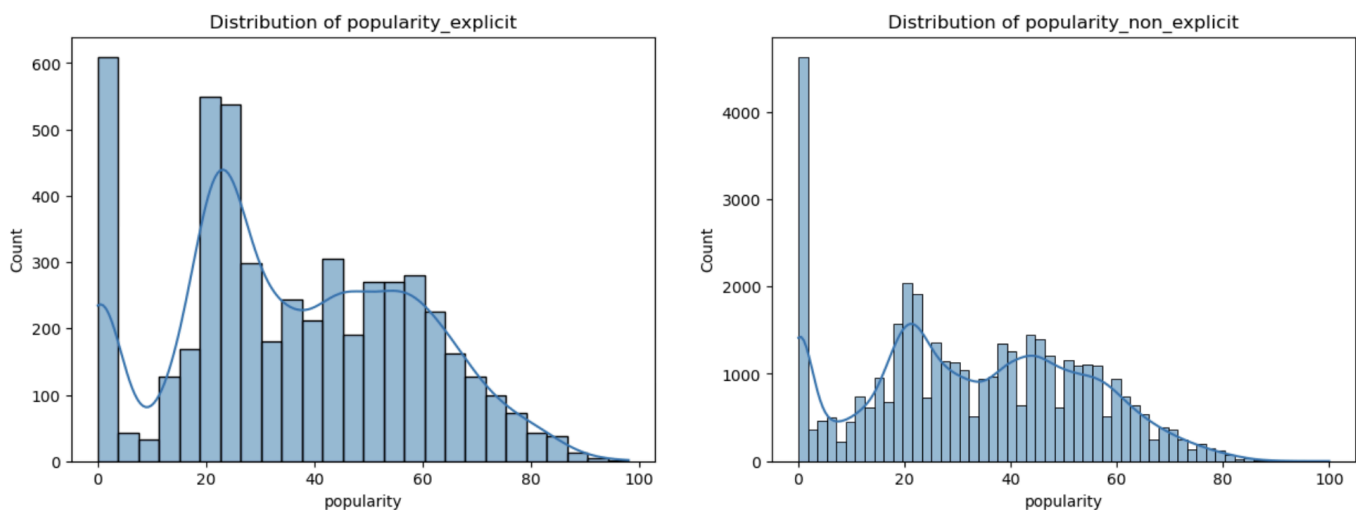 Distribution of popularity_explicit
600
500
400
300
200
100
0
Count
0 20 40 60 80 100
popularity
Distribution of popularity_non_explicit
4000
3000
2000
1000
0
Count
0 20 40 60 80 100
popularity